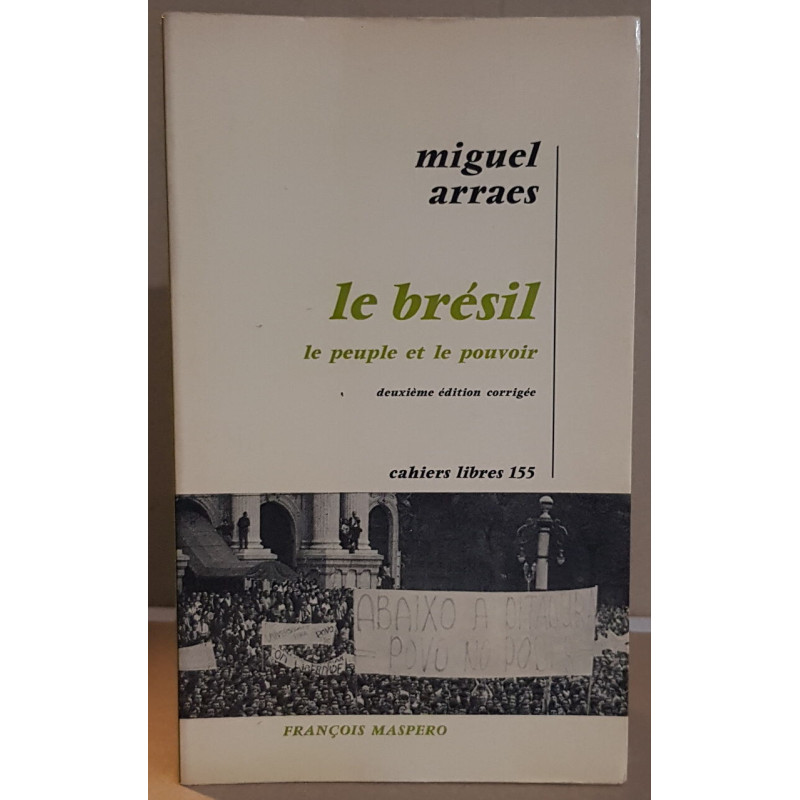 miguel
arraes
le brésil
le peuple et le pouvoir
deuxième édition corrigée
cahiers libres 155
ABAIXO A DITADURA
POVO NO
FRANÇOIS MASPERO